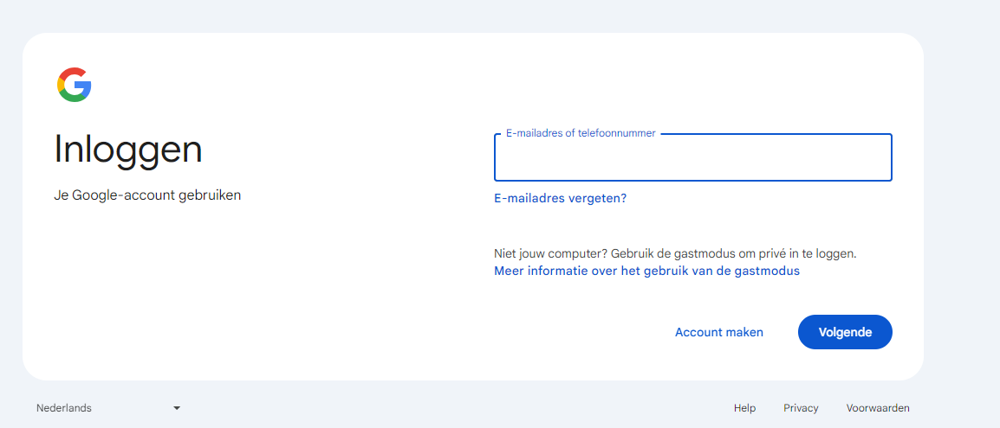 Inloggen
Je Google-account gebruiken
E-mailadres of telefoonnummer
E-mailadres vergeten?
Niet jouw computer? Gebruik de gastmodus om privé in te loggen.
Meer informatie over het gebruik van de gastmodus
Account maken
Volgende
Nederlands
Help
Privacy
Voorwaarden